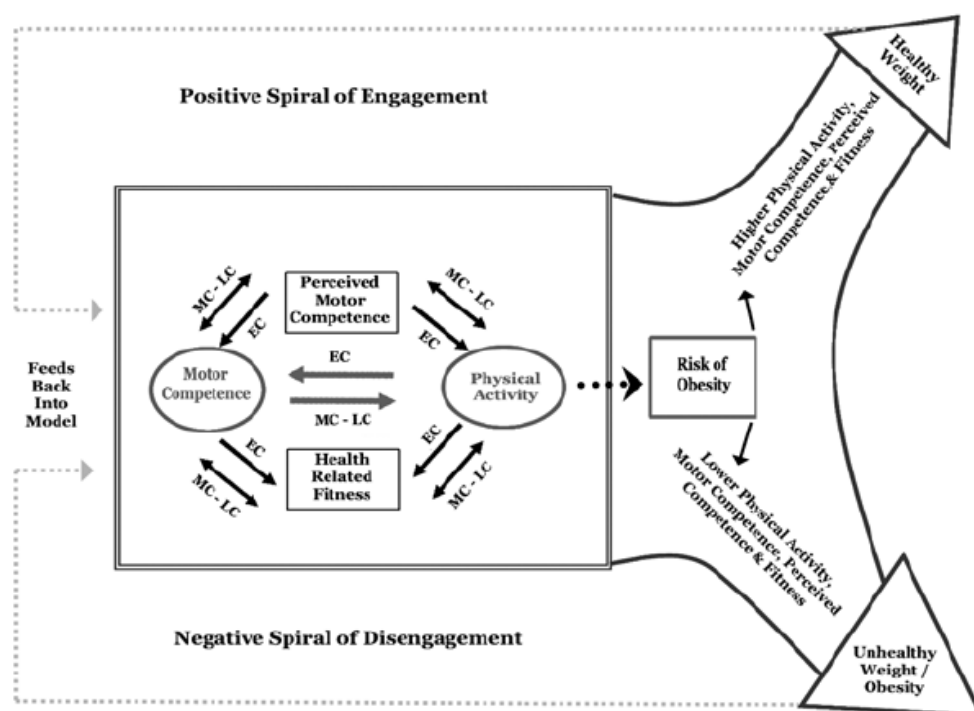 Healthy
Weight
Positive Spiral of Engagement
Higher Physical Activity,
Motor Competence, Perceived
Competence & Fitness
MC - LC
EC
Perceived
Motor
Competence
MC - LC
EC
Feeds
Back
Into
Model
Motor
Competence
EC
MC - LC
Physical
Activity
Risk of
Obesity
EC
MC - LC
Health
Related
Fitness
EC
MC - LC
Lower Physical Activity,
Motor Competence, Perceived
Competence & Fitness
Negative Spiral of Disengagement
Unhealthy
Weight /
Obesity